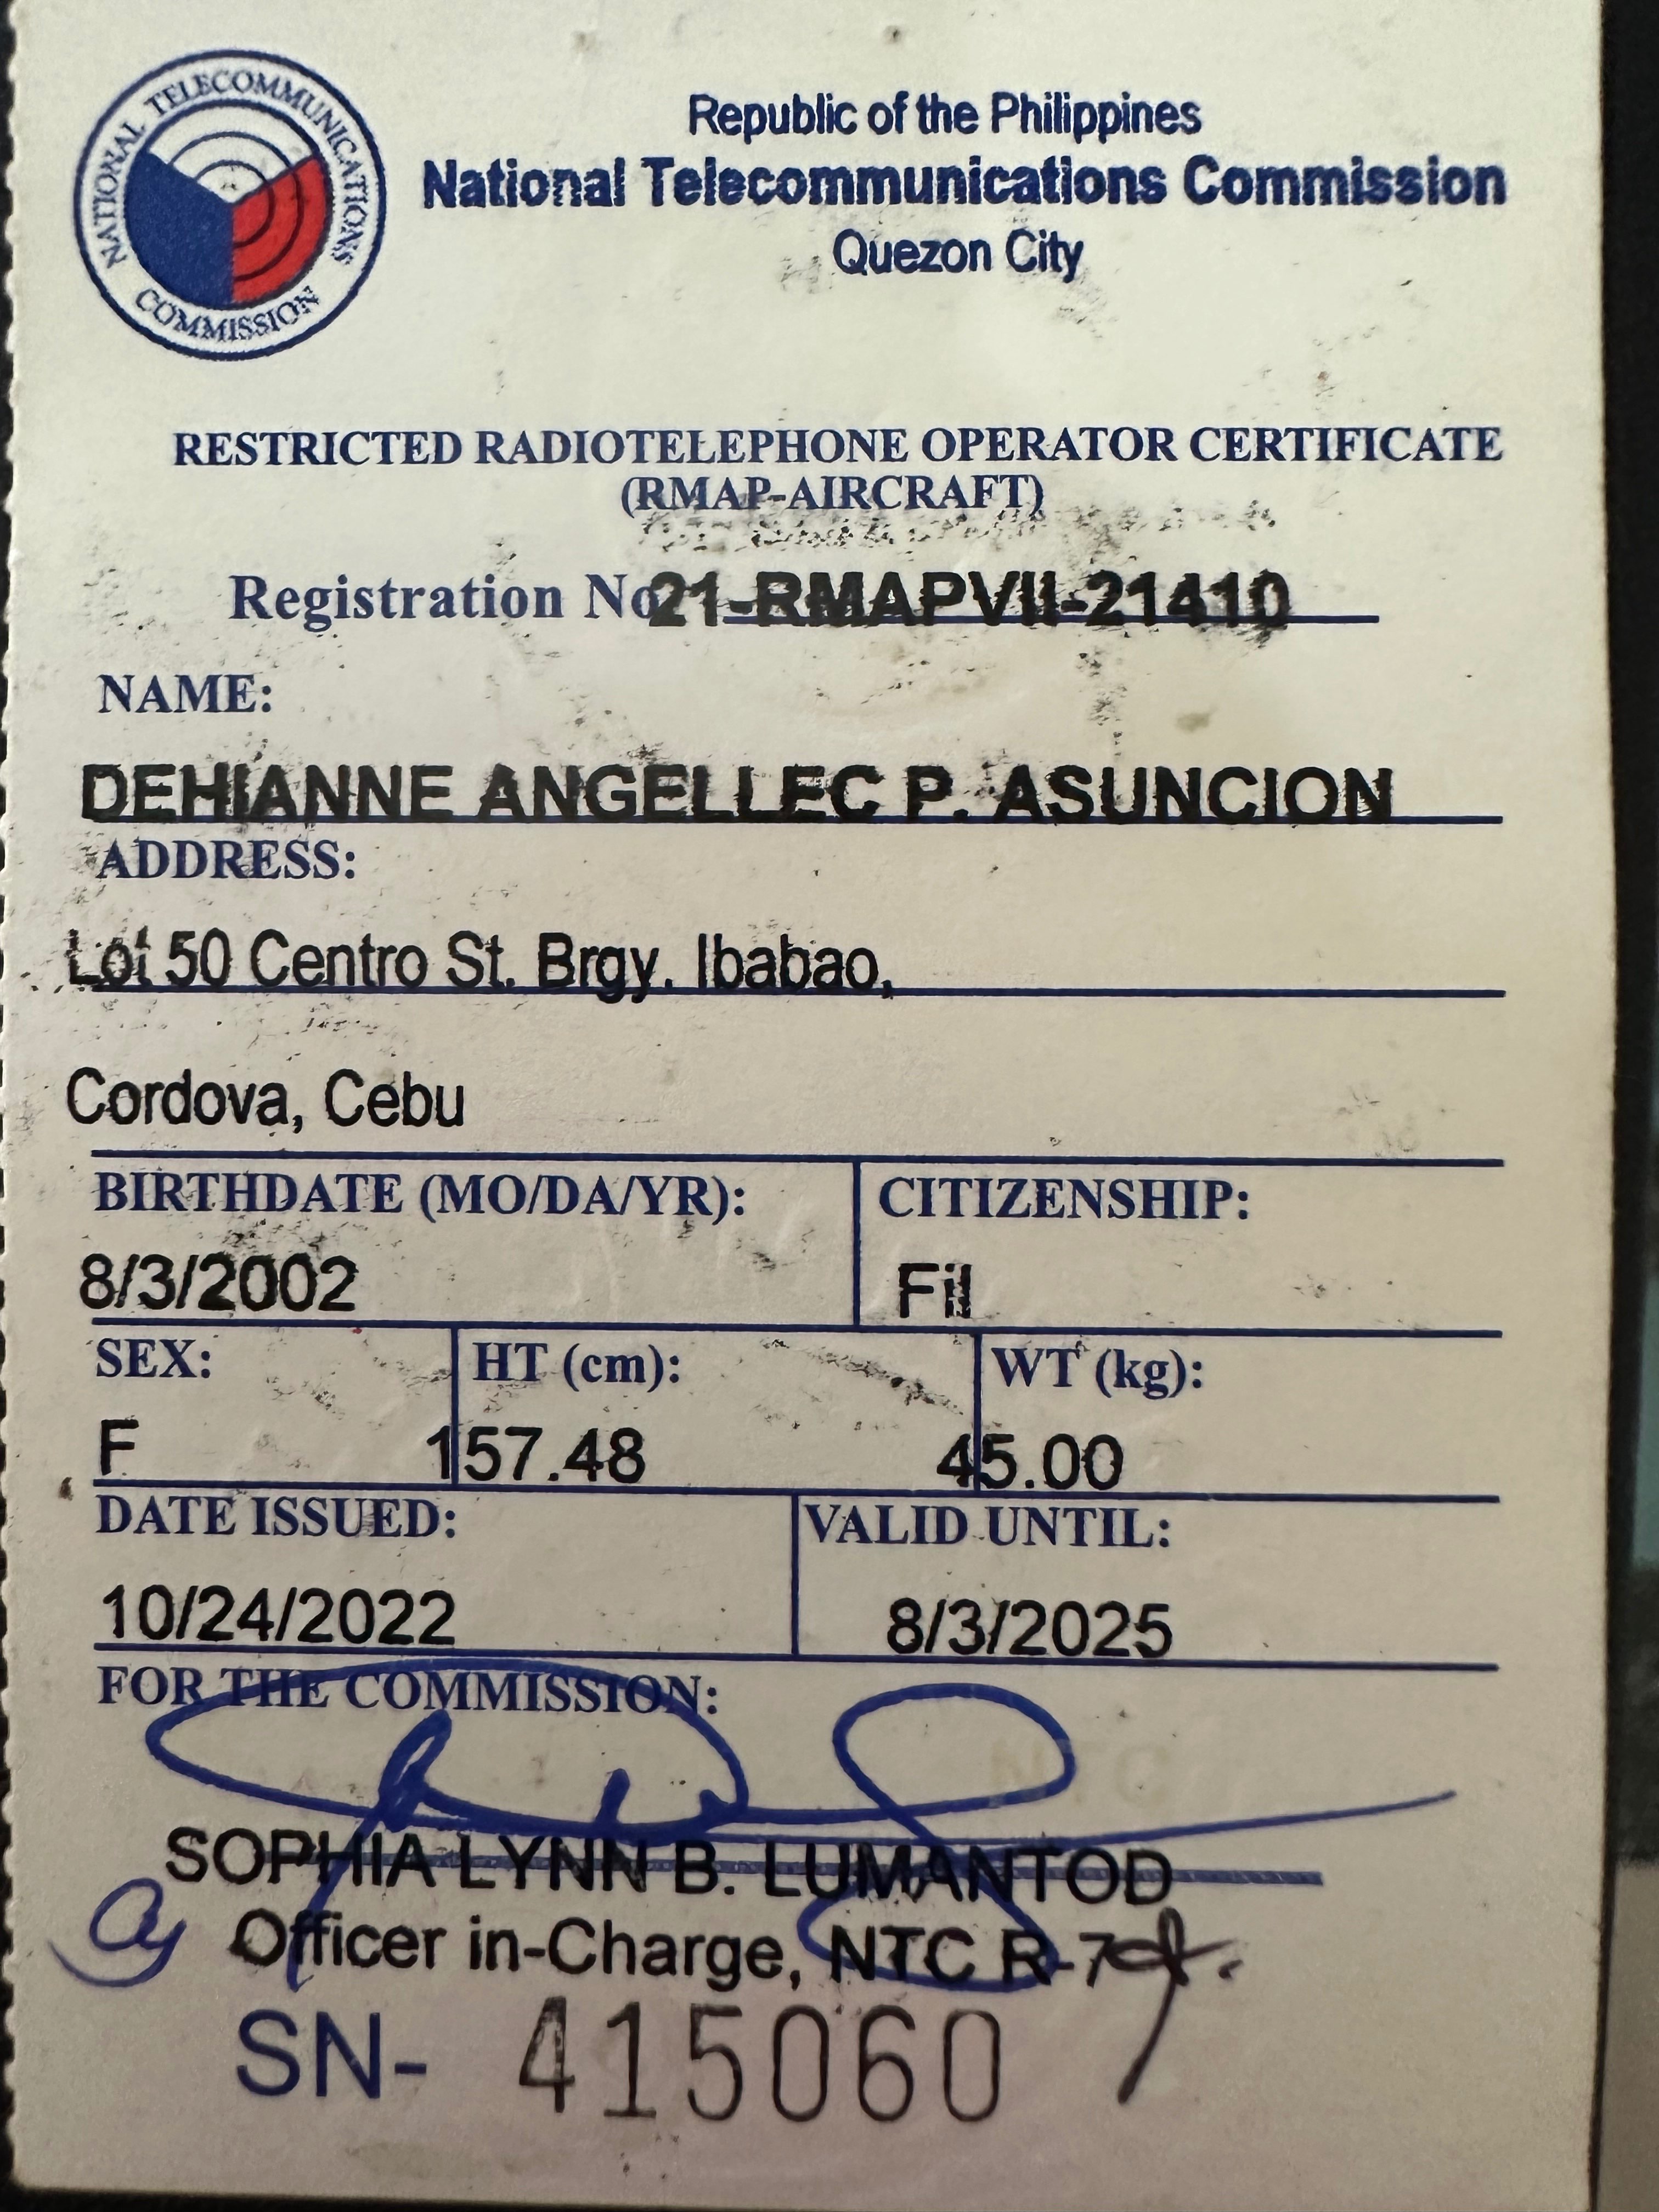 NATIONAL TELECOMMUNICATIONS
COMMISSION
Republic of the Philippines
National Telecommunications Commission
Quezon City
RESTRICTED RADIOTELEPHONE OPERATOR CERTIFICATE
(RMAP-AIRCRAFT)
Registration No 21-RMAPVII-21410
NAME:
DEHIANNE ANGELLEC P. ASUNCION
ADDRESS:
Lot 50 Centro St. Brgy. Ibabao,
Cordova, Cebu
BIRTHDATE (MO/DA/YR): CITIZENSHIP:
8/3/2002 Fil
SEX: HT (cm): WT (kg):
F 157.48 45.00
DATE ISSUED: VALID UNTIL:
10/24/2022 8/3/2025
FOR THE COMMISSION:
SOPHIA LYNN B. LUMANTOD
Officer in-Charge, NTC R-7
SN- 415060